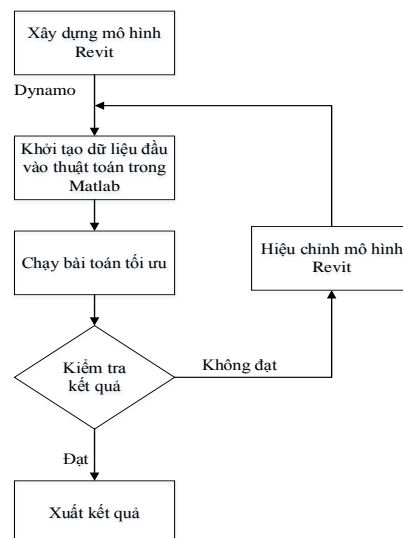 Xây dựng mô hình
Revit
Dynamo
Khởi tạo dữ liệu đầu
vào thuật toán trong
Matlab
Chạy bài toán tối ưu
Hiệu chỉnh mô hình
Revit
Kiểm tra
kết quả
Không đạt
Đạt
Xuất kết quả